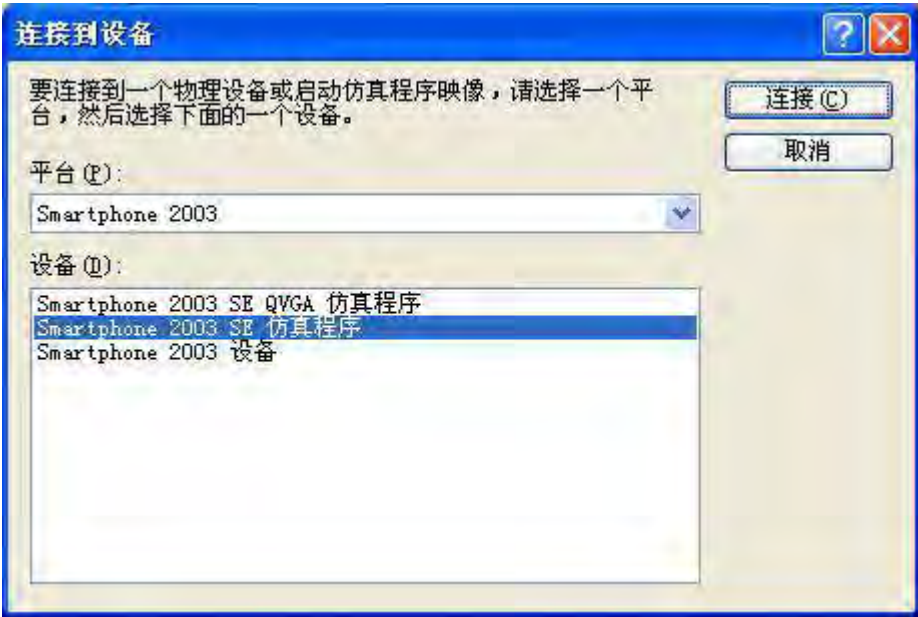 连接到设备
要连接到一个物理设备或启动仿真程序映像，请选择一个平
台，然后选择下面的一个设备。
连接(C)
取消
平台(P):
Smartphone 2003
设备(D):
Smartphone 2003 SE QVGA 仿真程序
Smartphone 2003 SE 仿真程序
Smartphone 2003 设备